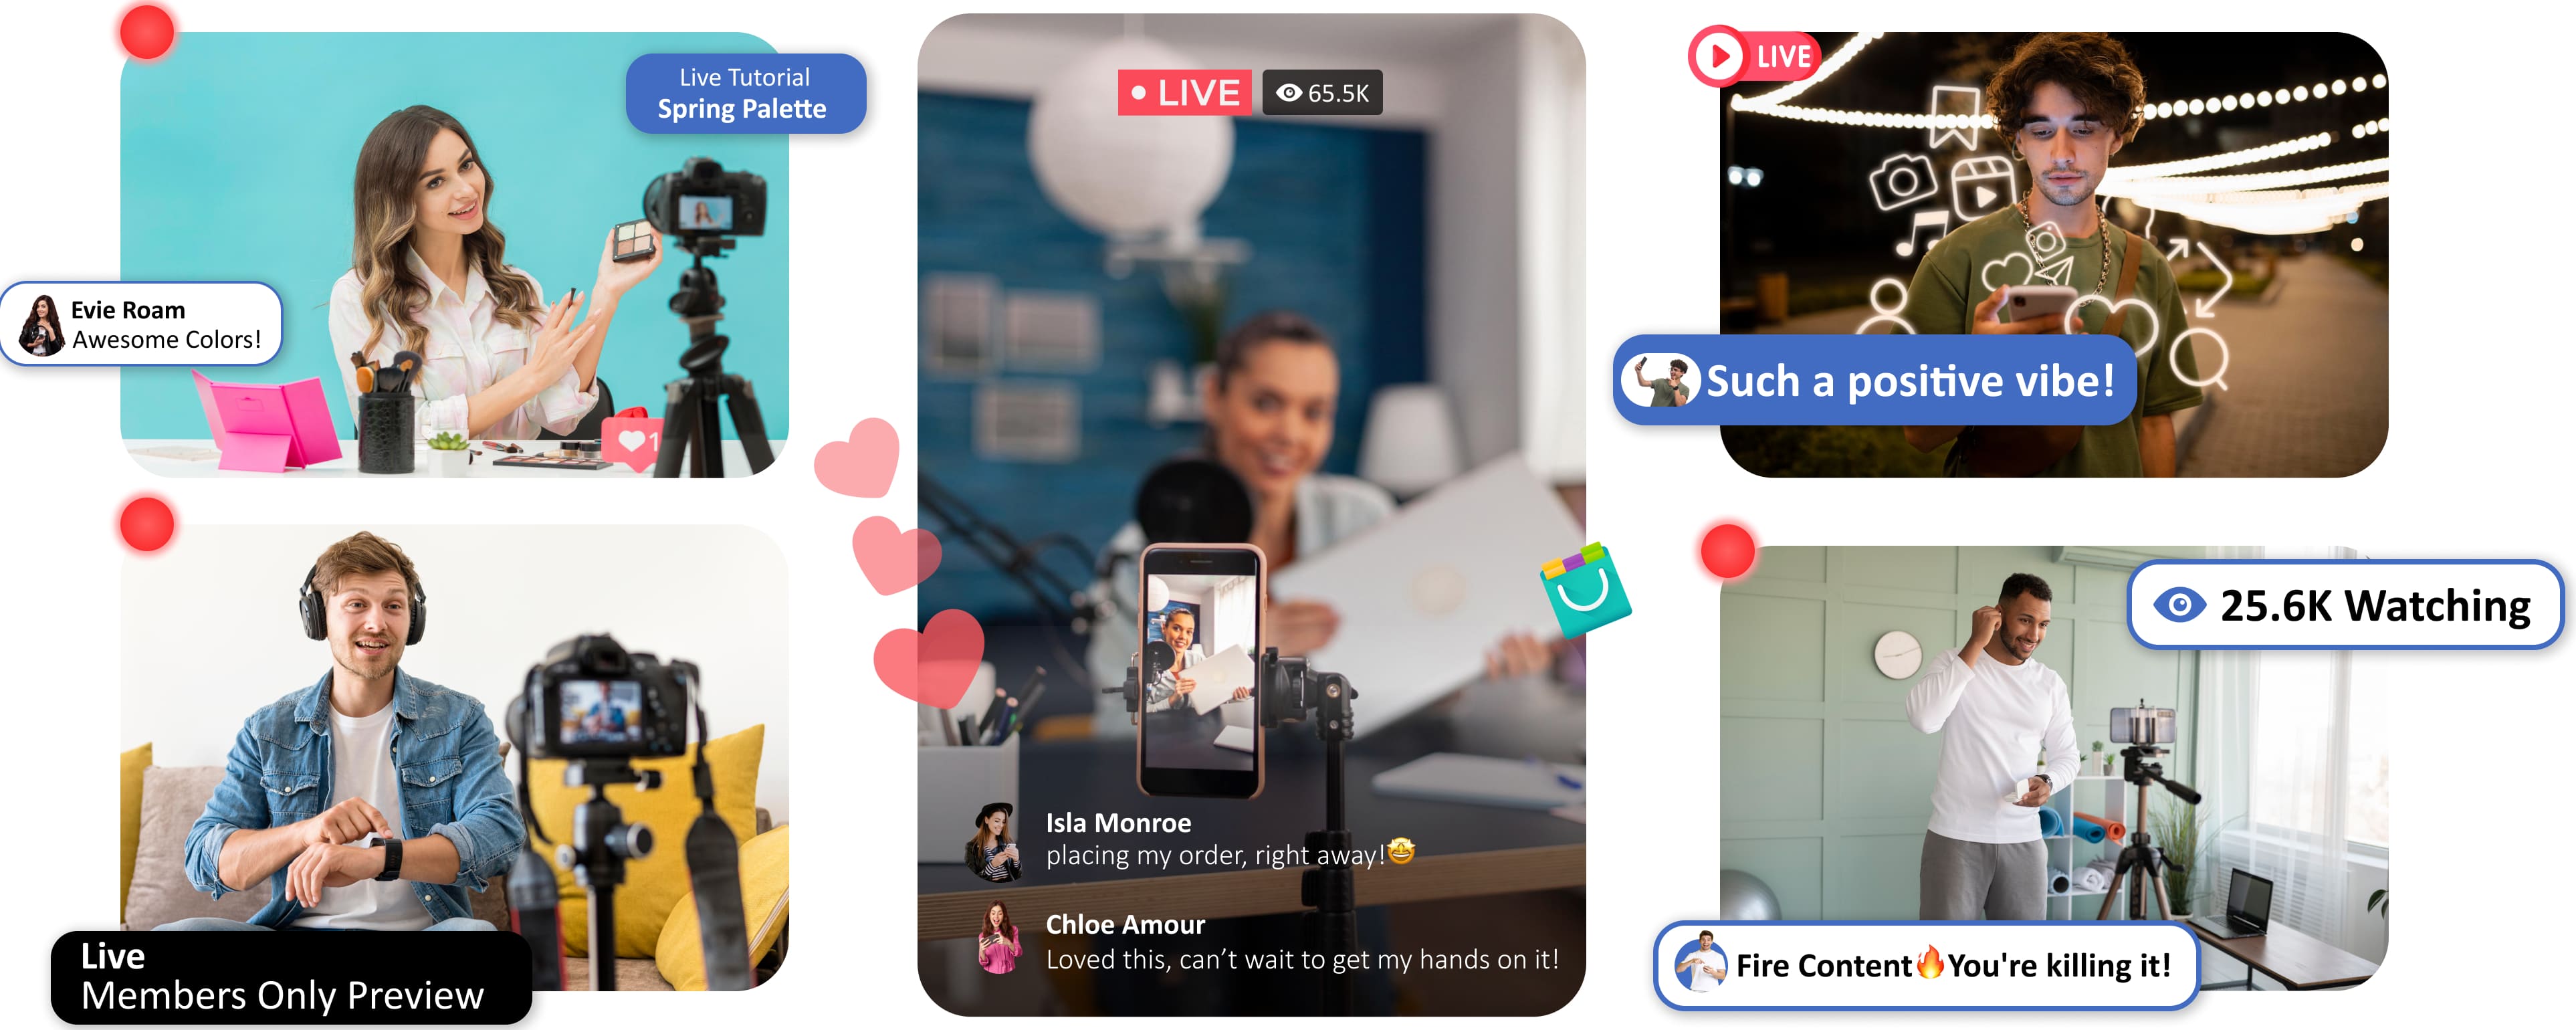 Live Tutorial
Spring Palette
Evie Roam
Awesome Colors!
1
Live
Members Only Preview
LIVE
65.5K
Isla Monroe
placing my order, right away!🤩
Chloe Amour
Loved this, can’t wait to get my hands on it!
LIVE
Such a positive vibe!
25.6K Watching
Fire Content🔥You're killing it!